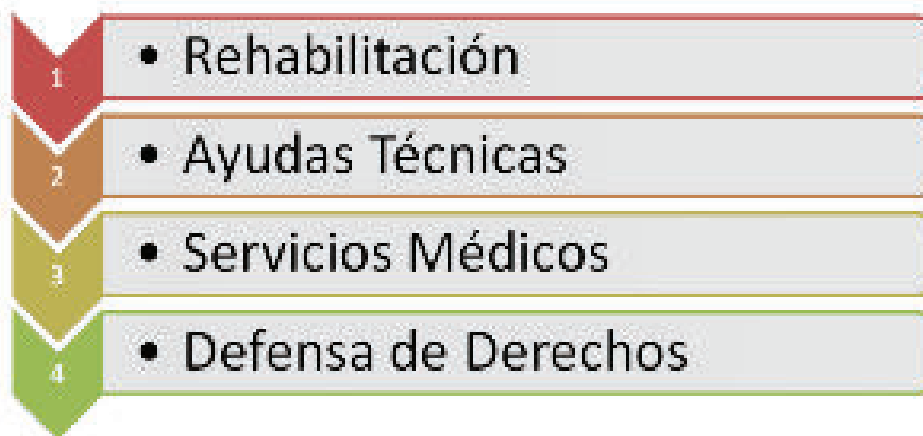 1 • Rehabilitación
2 • Ayudas Técnicas
3 • Servicios Médicos
4 • Defensa de Derechos